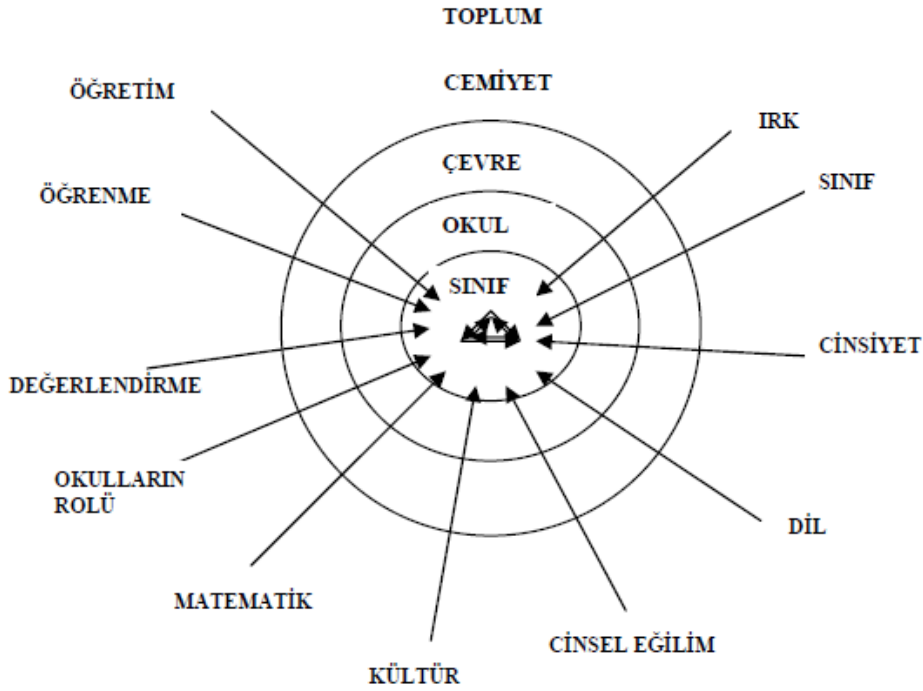 TOPLUM
CEMİYET
ÖĞRETİM
IRK
ÇEVRE
SINIF
ÖĞRENME
OKUL
SINIF
CİNSİYET
DEĞERLENDİRME
OKULLARIN
ROLÜ
DİL
MATEMATİK
CİNSEL EĞİLİM
KÜLTÜR